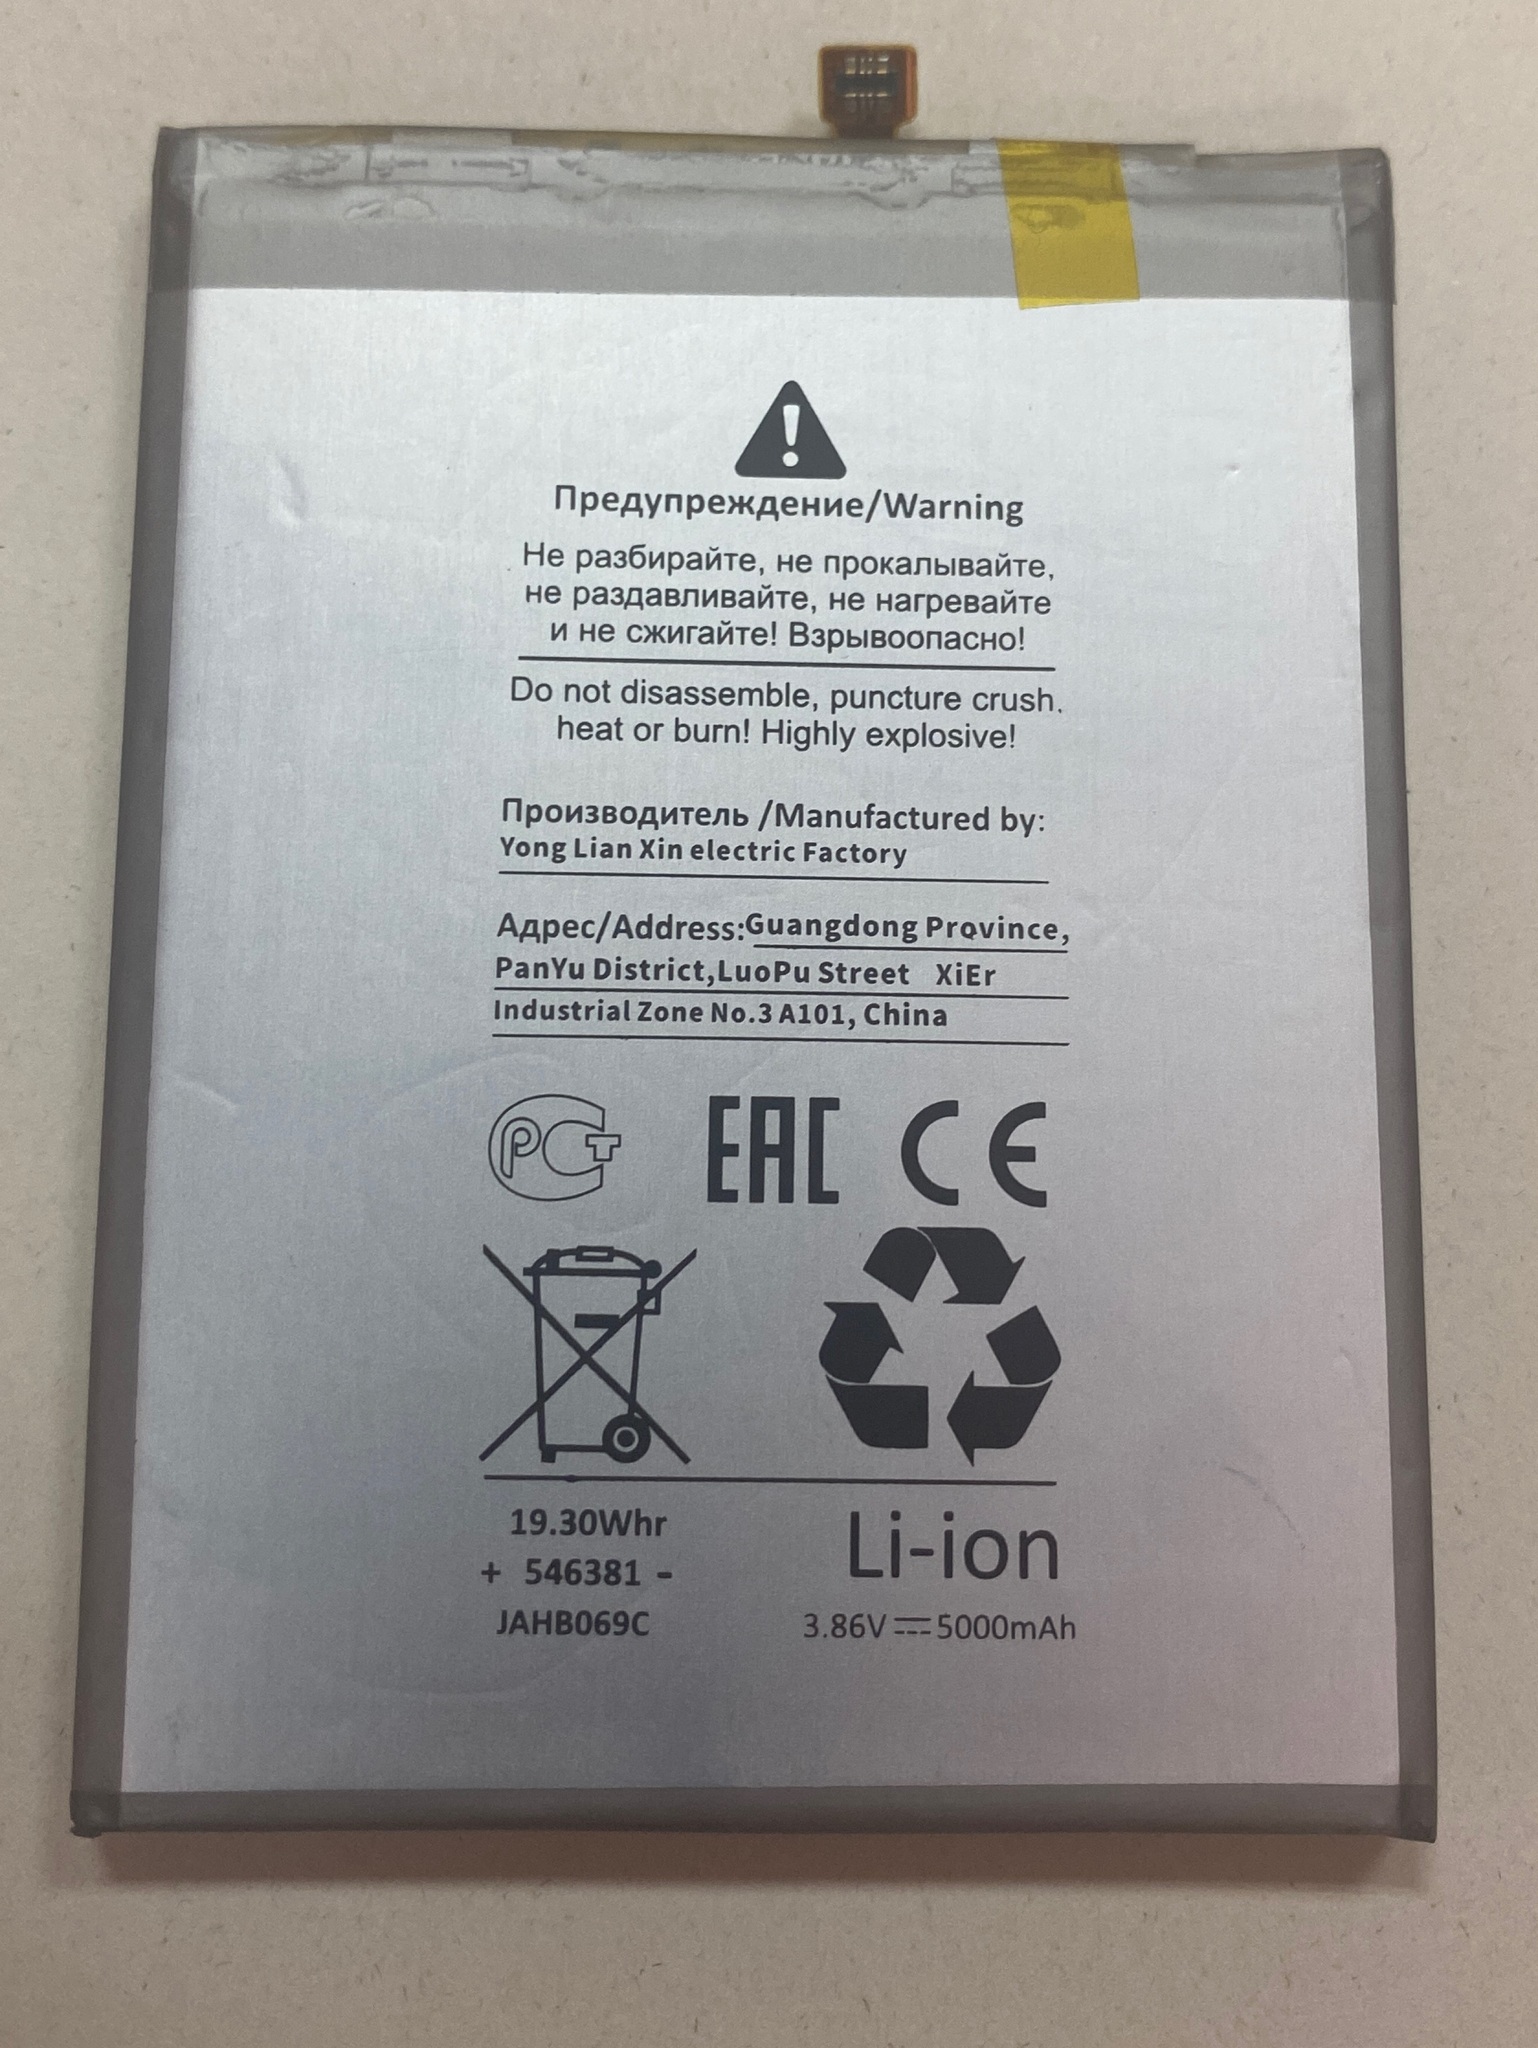 Предупреждение/Warning
Не разбирайте, не прокалывайте,
не раздавливайте, не нагревайте
и не сжигайте! Взрывоопасно!
Do not disassemble, puncture crush.
heat or burn! Highly explosive!
Производитель /Manufactured by:
Yong Lian Xin electric Factory
Адрес/Address:Guangdong Province,
PanYu District,LuoPu Street XiEr
Industrial Zone No.3 A101, China
РСТ EAC CE
19.30Whr
+ 546381 -
JAHB069C
Li-ion
3.86V⎓5000mAh